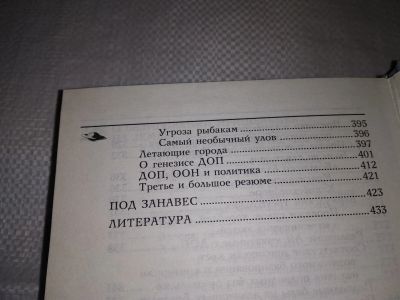 Угроза рыбакам 395
Самый необычный улов 396
Летающие города 397
О генезисе ДОП 401
ДОП, ООН и политика 412
Третье и большое резюме 421
ПОД ЗАНАВЕС 423
ЛИТЕРАТУРА 433